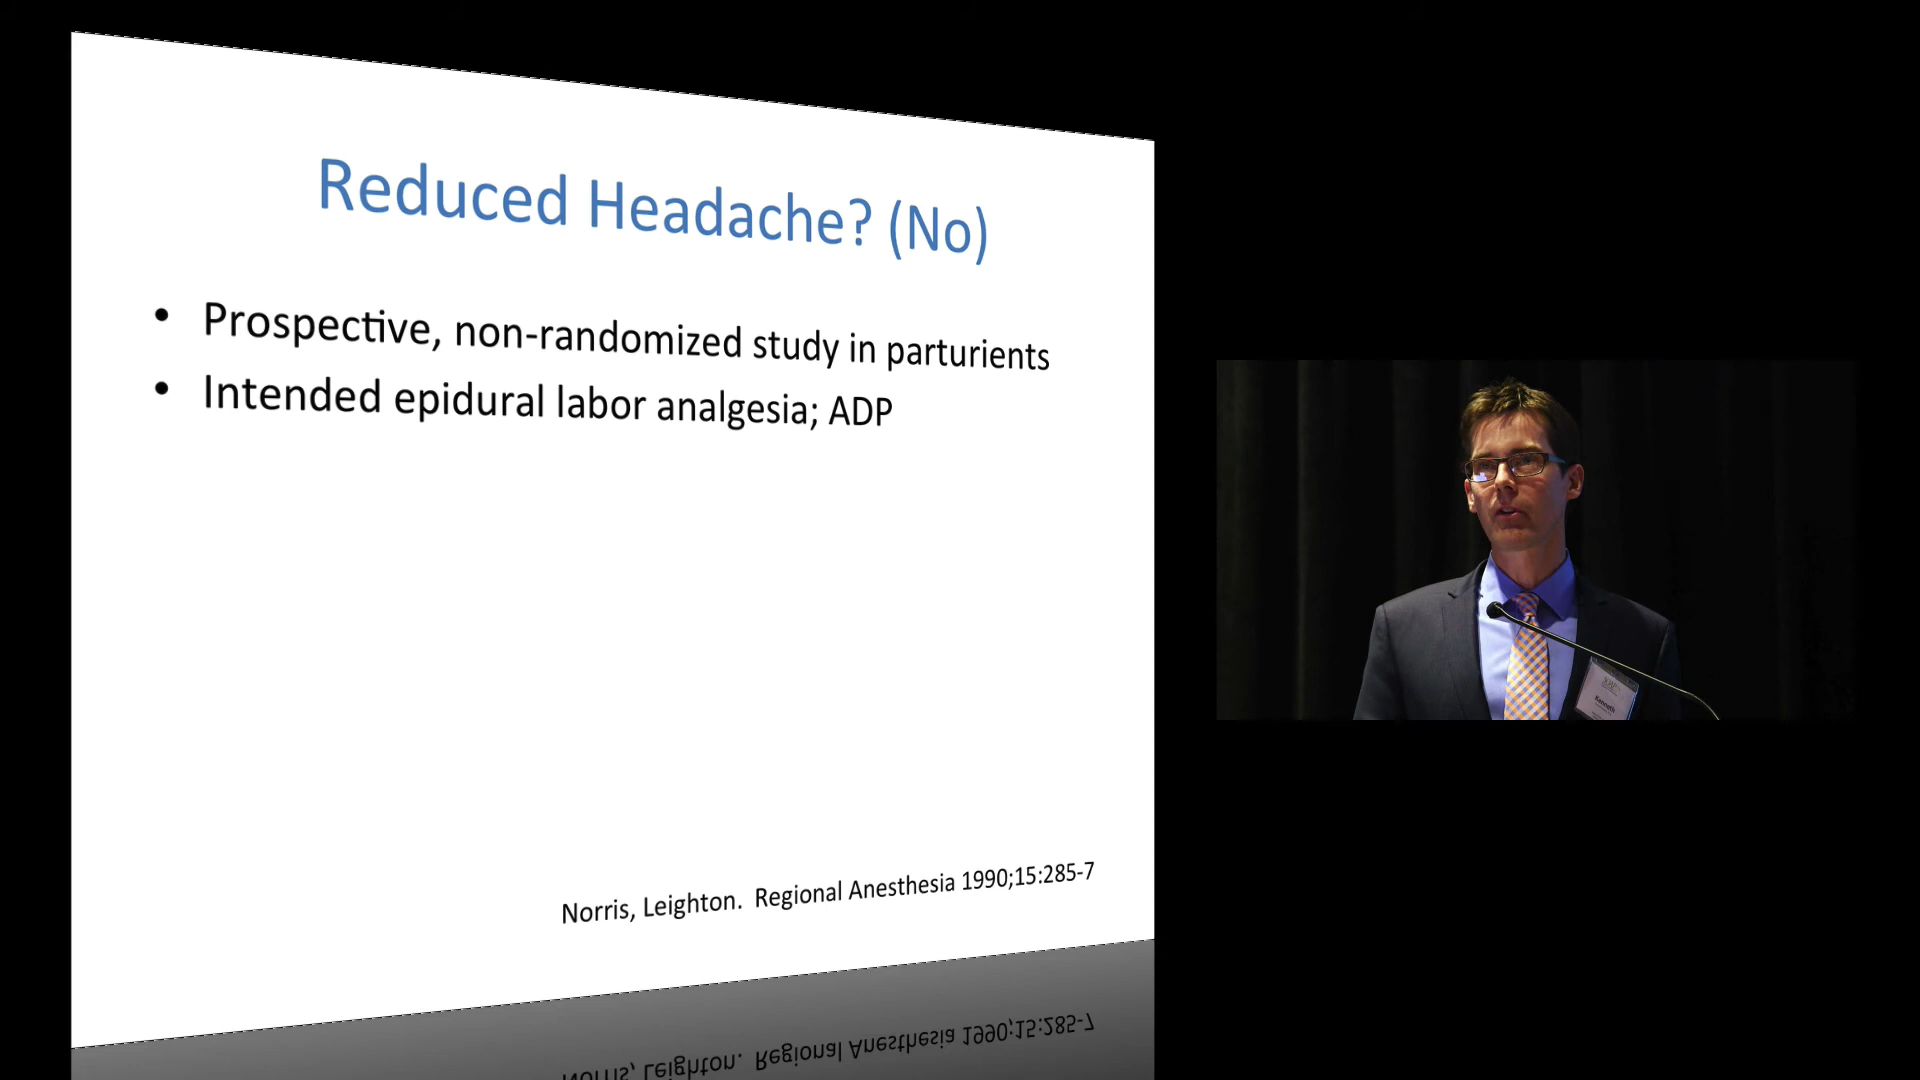 Reduced Headache? (No)
• Prospective, non-randomized study in parturients
• Intended epidural labor analgesia; ADP
Norris, Leighton. Regional Anesthesia 1990;15:285-7
Norris, Leighton. Regional Anesthesia 1990;15:285-7
Kenneth